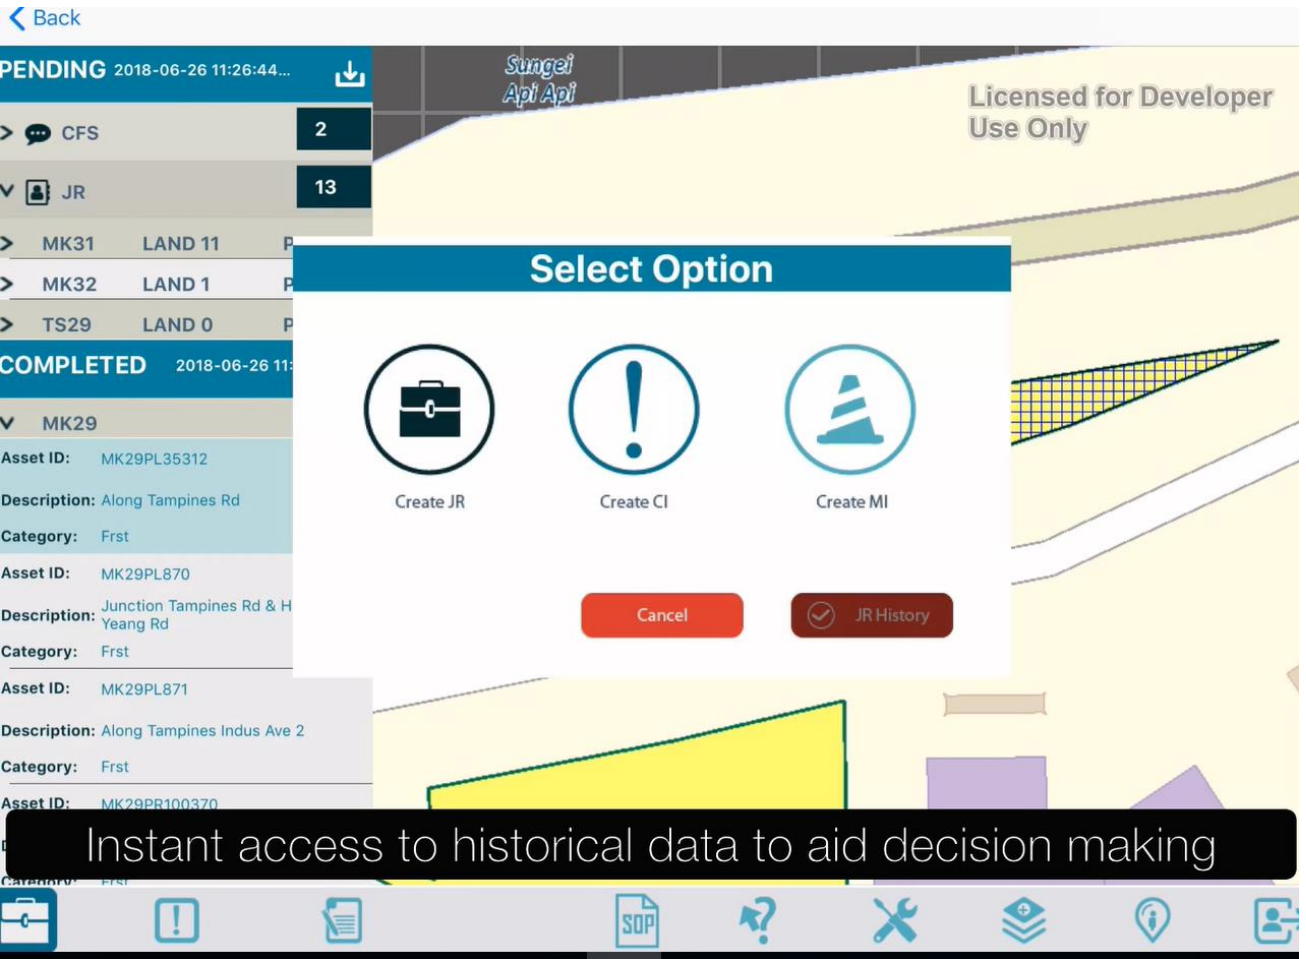 Back
PENDING 2018-06-26 11:26:44...
CFS 2
JR 13
MK31 LAND 11 P
MK32 LAND 1 P
TS29 LAND 0 P
COMPLETED 2018-06-26 11:
MK29
Asset ID: MK29PL35312
Description: Along Tampines Rd
Category: Frst
Asset ID: MK29PL870
Description: Junction Tampines Rd & H
Yeang Rd
Category: Frst
Asset ID: MK29PL871
Description: Along Tampines Indus Ave 2
Category: Frst
Asset ID: MK29PR100370
Category: Frst
Sungei
Api Api
Licensed for Developer
Use Only
Select Option
Create JR
Create CI
Create MI
Cancel
JR History
Instant access to historical data to aid decision making
SOP